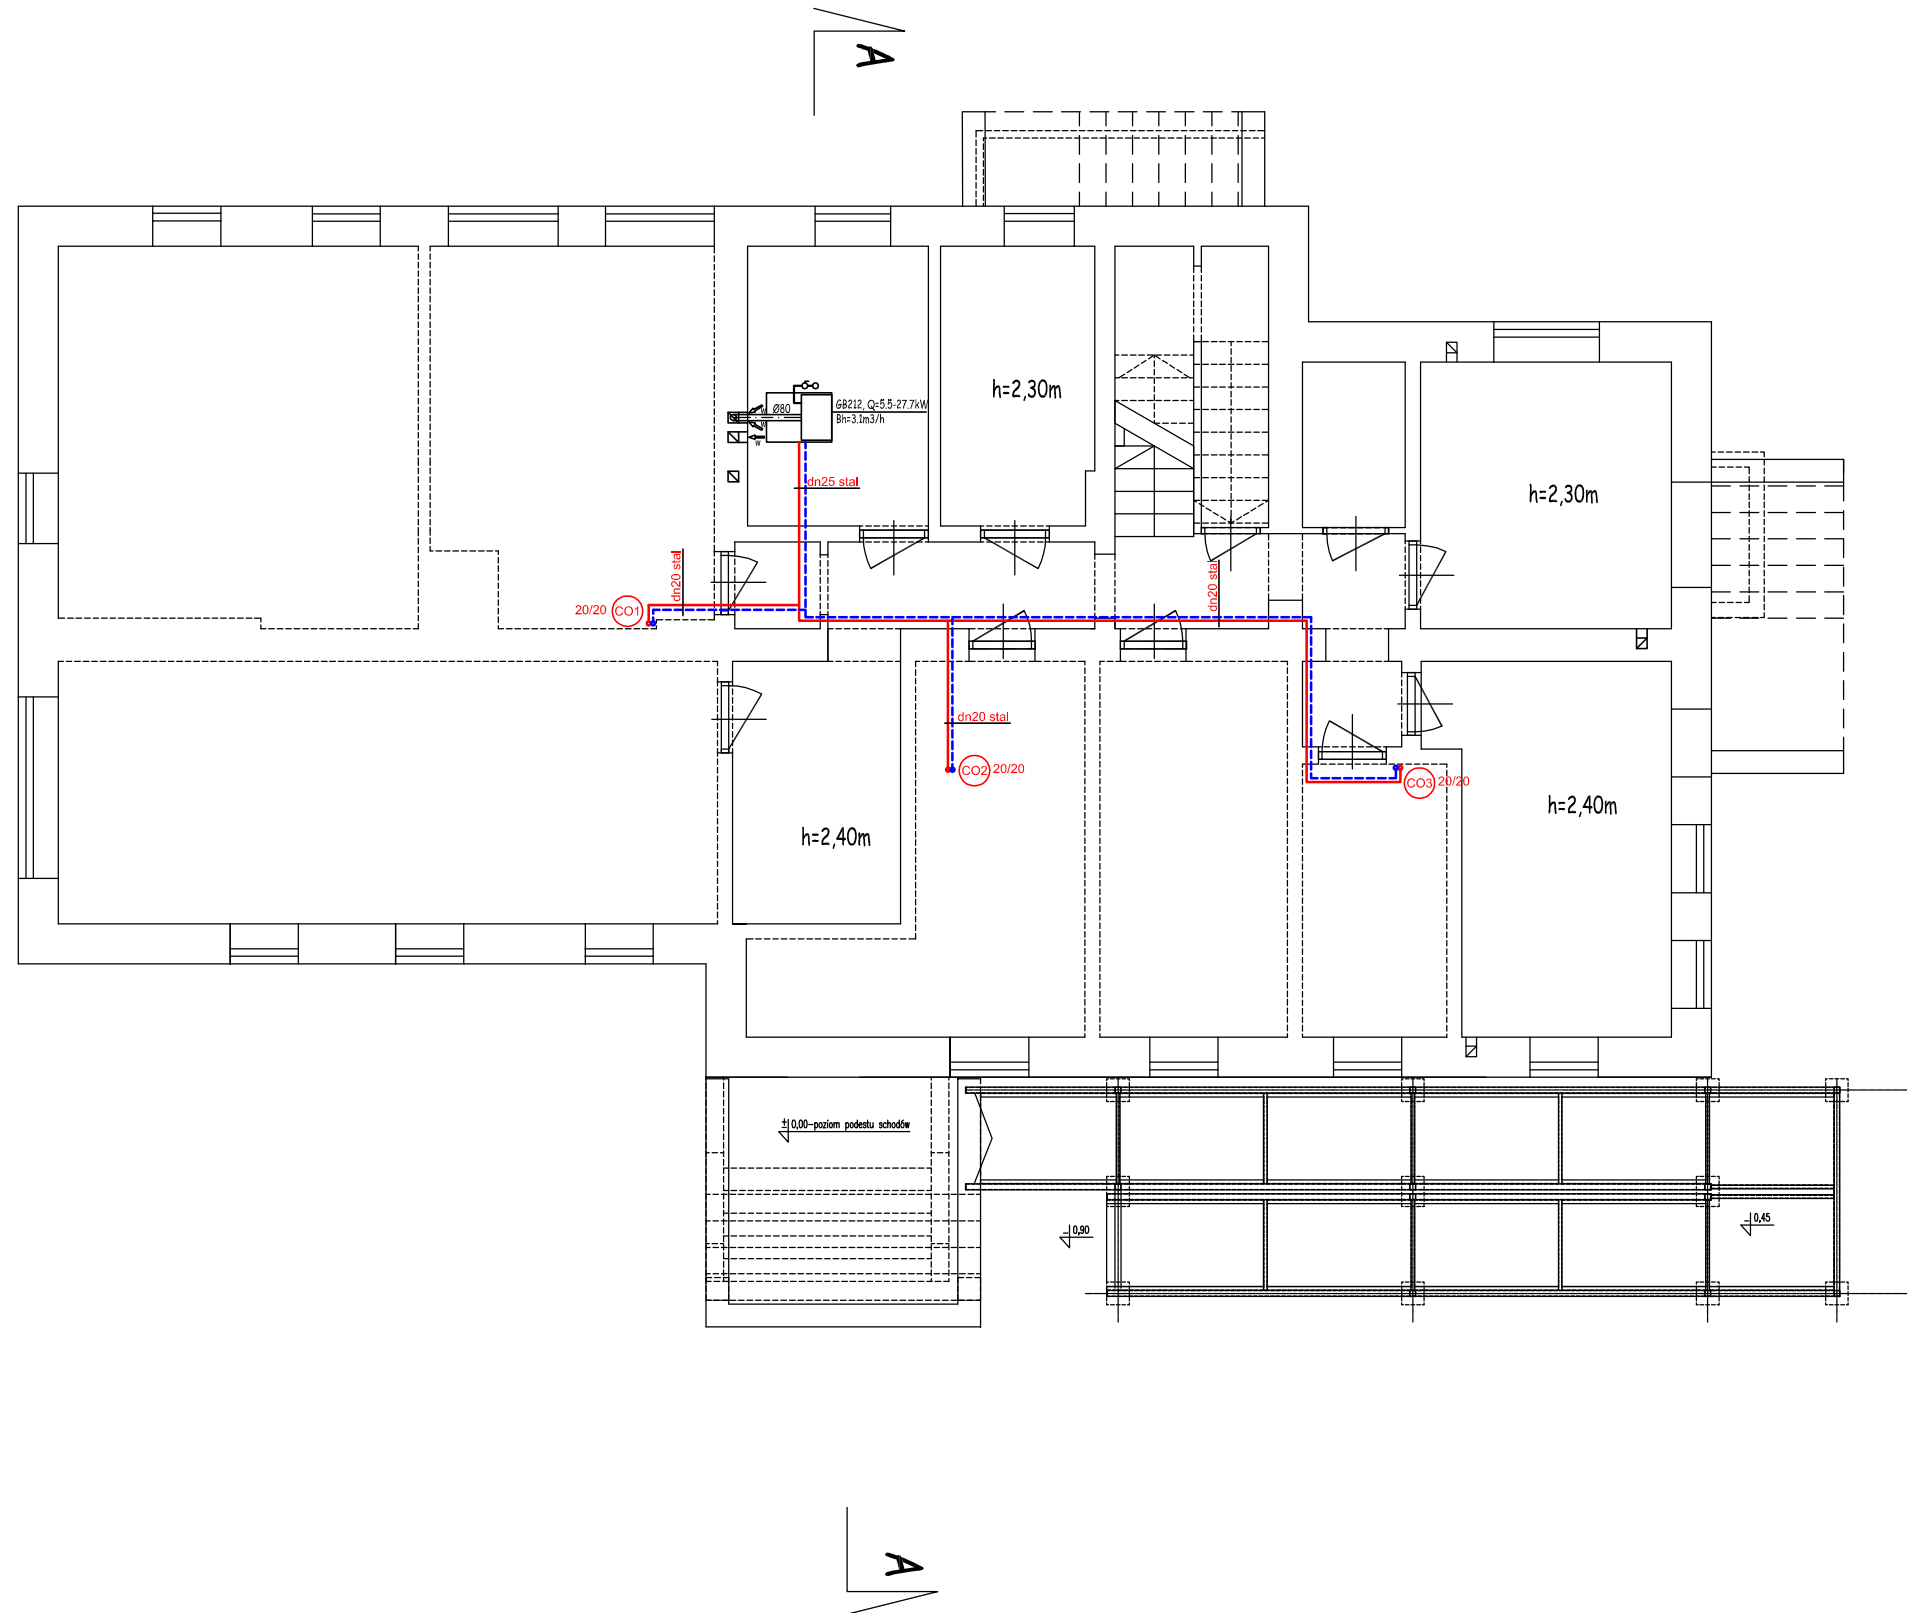 A
h=2,30m
Ø80
GB212, Q=5.5-27.7kW
Bh=3.1m3/h
W
W
W
dn25 stal
h=2,30m
dn20 stal
dn20 stal
20/20 CO1
dn20 stal
CO2 20/20
CO3 20/20
h=2,40m
h=2,40m
±0,00-poziom podestu schodów
-0,90
-0,45
A